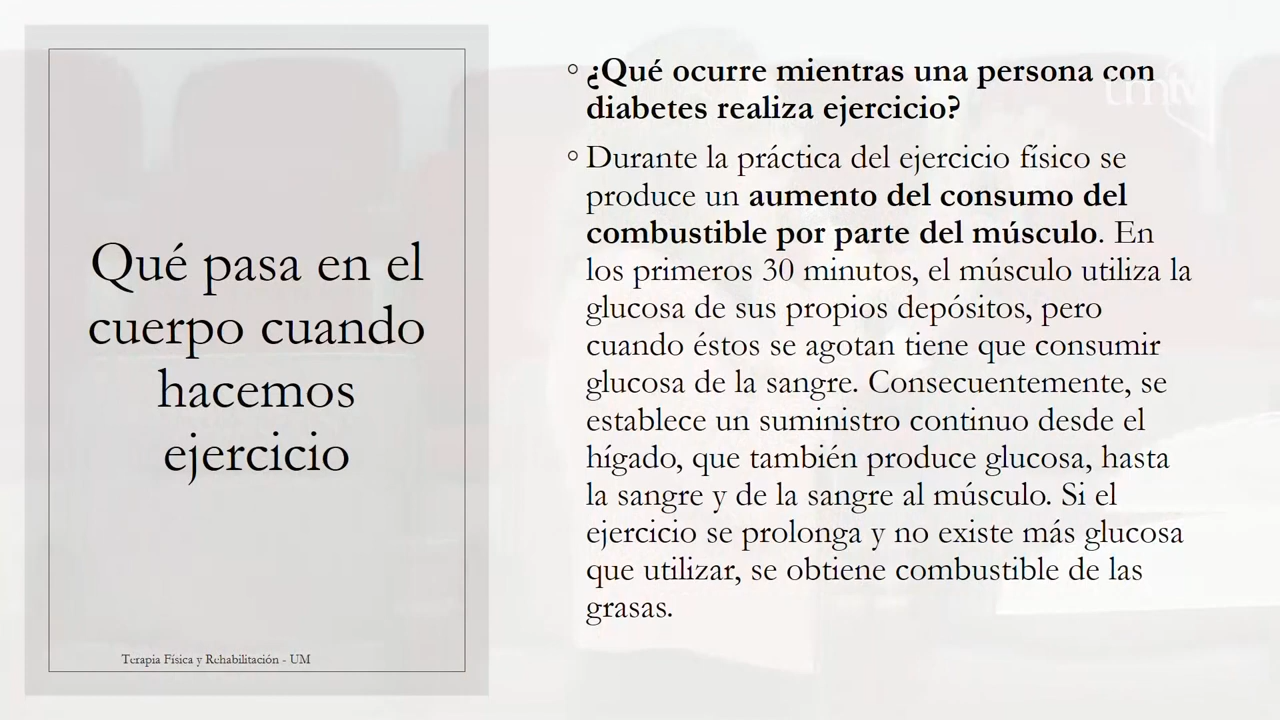 Qué pasa en el
cuerpo cuando
hacemos
ejercicio
Terapia Física y Rehabilitación - UM
¿Qué ocurre mientras una persona con
diabetes realiza ejercicio?
Durante la práctica del ejercicio físico se
produce un aumento del consumo del
combustible por parte del músculo. En
los primeros 30 minutos, el músculo utiliza la
glucosa de sus propios depósitos, pero
cuando éstos se agotan tiene que consumir
glucosa de la sangre. Consecuentemente, se
establece un suministro continuo desde el
hígado, que también produce glucosa, hasta
la sangre y de la sangre al músculo. Si el
ejercicio se prolonga y no existe más glucosa
que utilizar, se obtiene combustible de las
grasas.